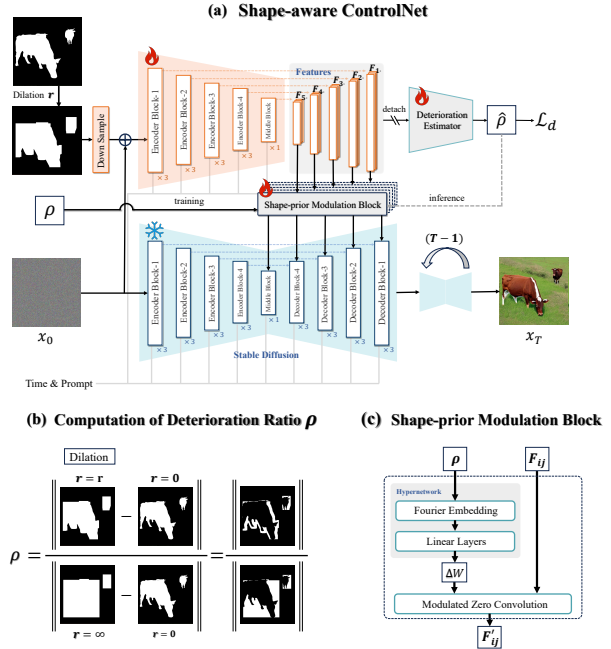 (a) Shape-aware ControlNet
Dilation r
Down Sample
Encoder Block-1
× 3
Encoder Block-2
× 3
Encoder Block-3
× 3
Encoder Block-4
× 3
Middle Block
× 1
Features
F₅
F₄
F₃
F₂
F₁
detach
Deterioration
Estimator
ρ̂
ℒ_d
training
inference
ρ
Shape-prior Modulation Block
x₀
Encoder Block-1
× 3
Encoder Block-2
× 3
Encoder Block-3
× 3
Encoder Block-4
× 3
Middle Block
× 1
Decoder Block-4
× 3
Decoder Block-3
× 3
Decoder Block-2
× 3
Decoder Block-1
× 3
Stable Diffusion
(T − 1)
x_T
Time & Prompt
(b) Computation of Deterioration Ratio ρ
Dilation
r = r
r = 0
−
ρ =
=
−
r = ∞
r = 0
(c) Shape-prior Modulation Block
ρ
F_ij
Hypernetwork
Fourier Embedding
Linear Layers
ΔW
Modulated Zero Convolution
F′_ij